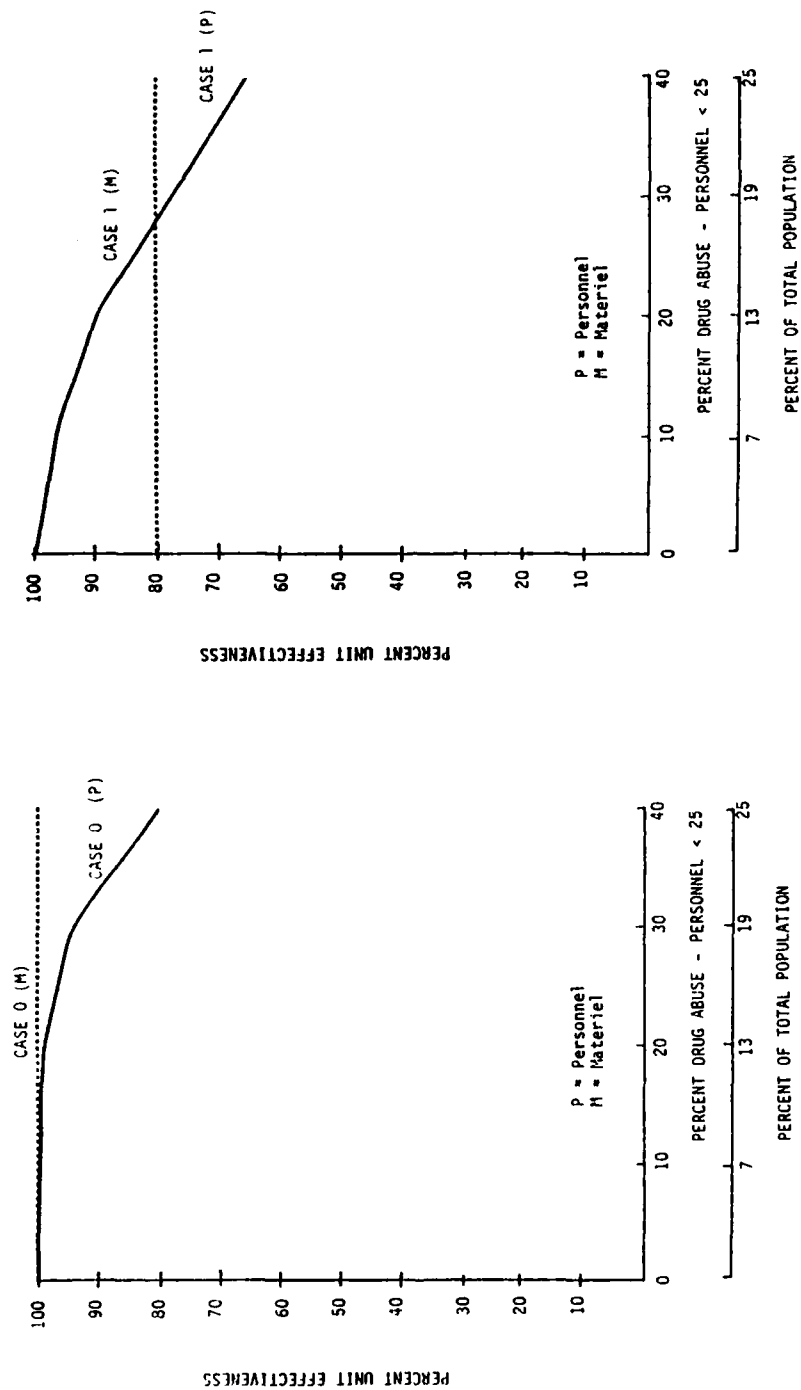 CASE 0 (M)
CASE 0 (P)
PERCENT UNIT EFFECTIVENESS
100
90
80
70
60
50
40
30
20
10
P = Personnel
M = Materiel
0
10
20
30
40
PERCENT DRUG ABUSE - PERSONNEL < 25
7
13
19
25
PERCENT OF TOTAL POPULATION
CASE 1 (M)
CASE 1 (P)
PERCENT UNIT EFFECTIVENESS
100
90
80
70
60
50
40
30
20
10
P = Personnel
M = Materiel
0
10
20
30
40
PERCENT DRUG ABUSE - PERSONNEL < 25
7
13
19
25
PERCENT OF TOTAL POPULATION